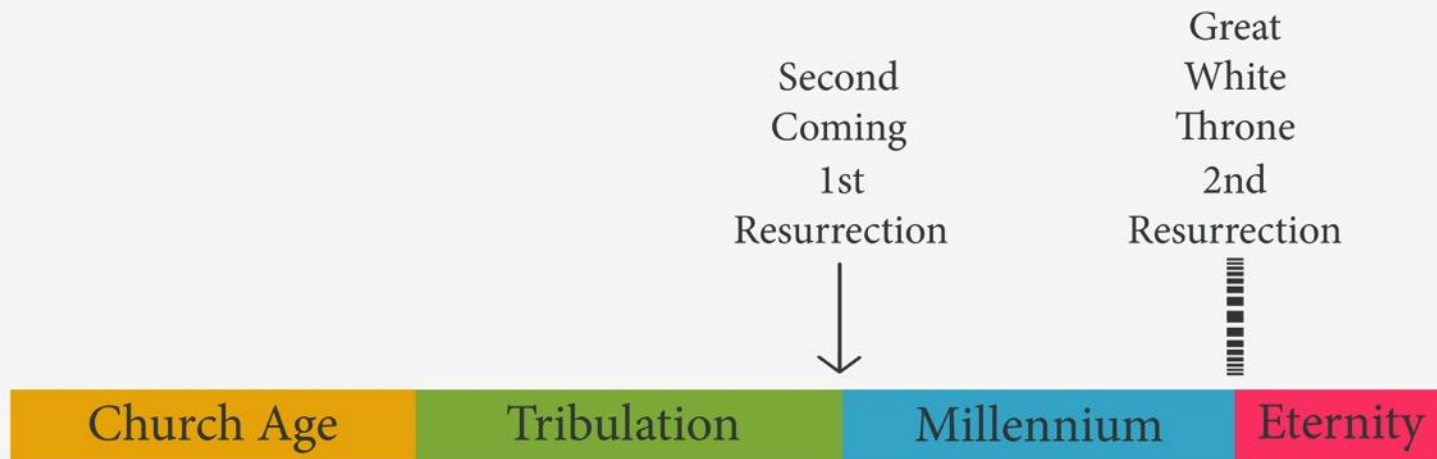 Second
Coming
1st
Resurrection
Great
White
Throne
2nd
Resurrection
Church Age
Tribulation
Millennium
Eternity